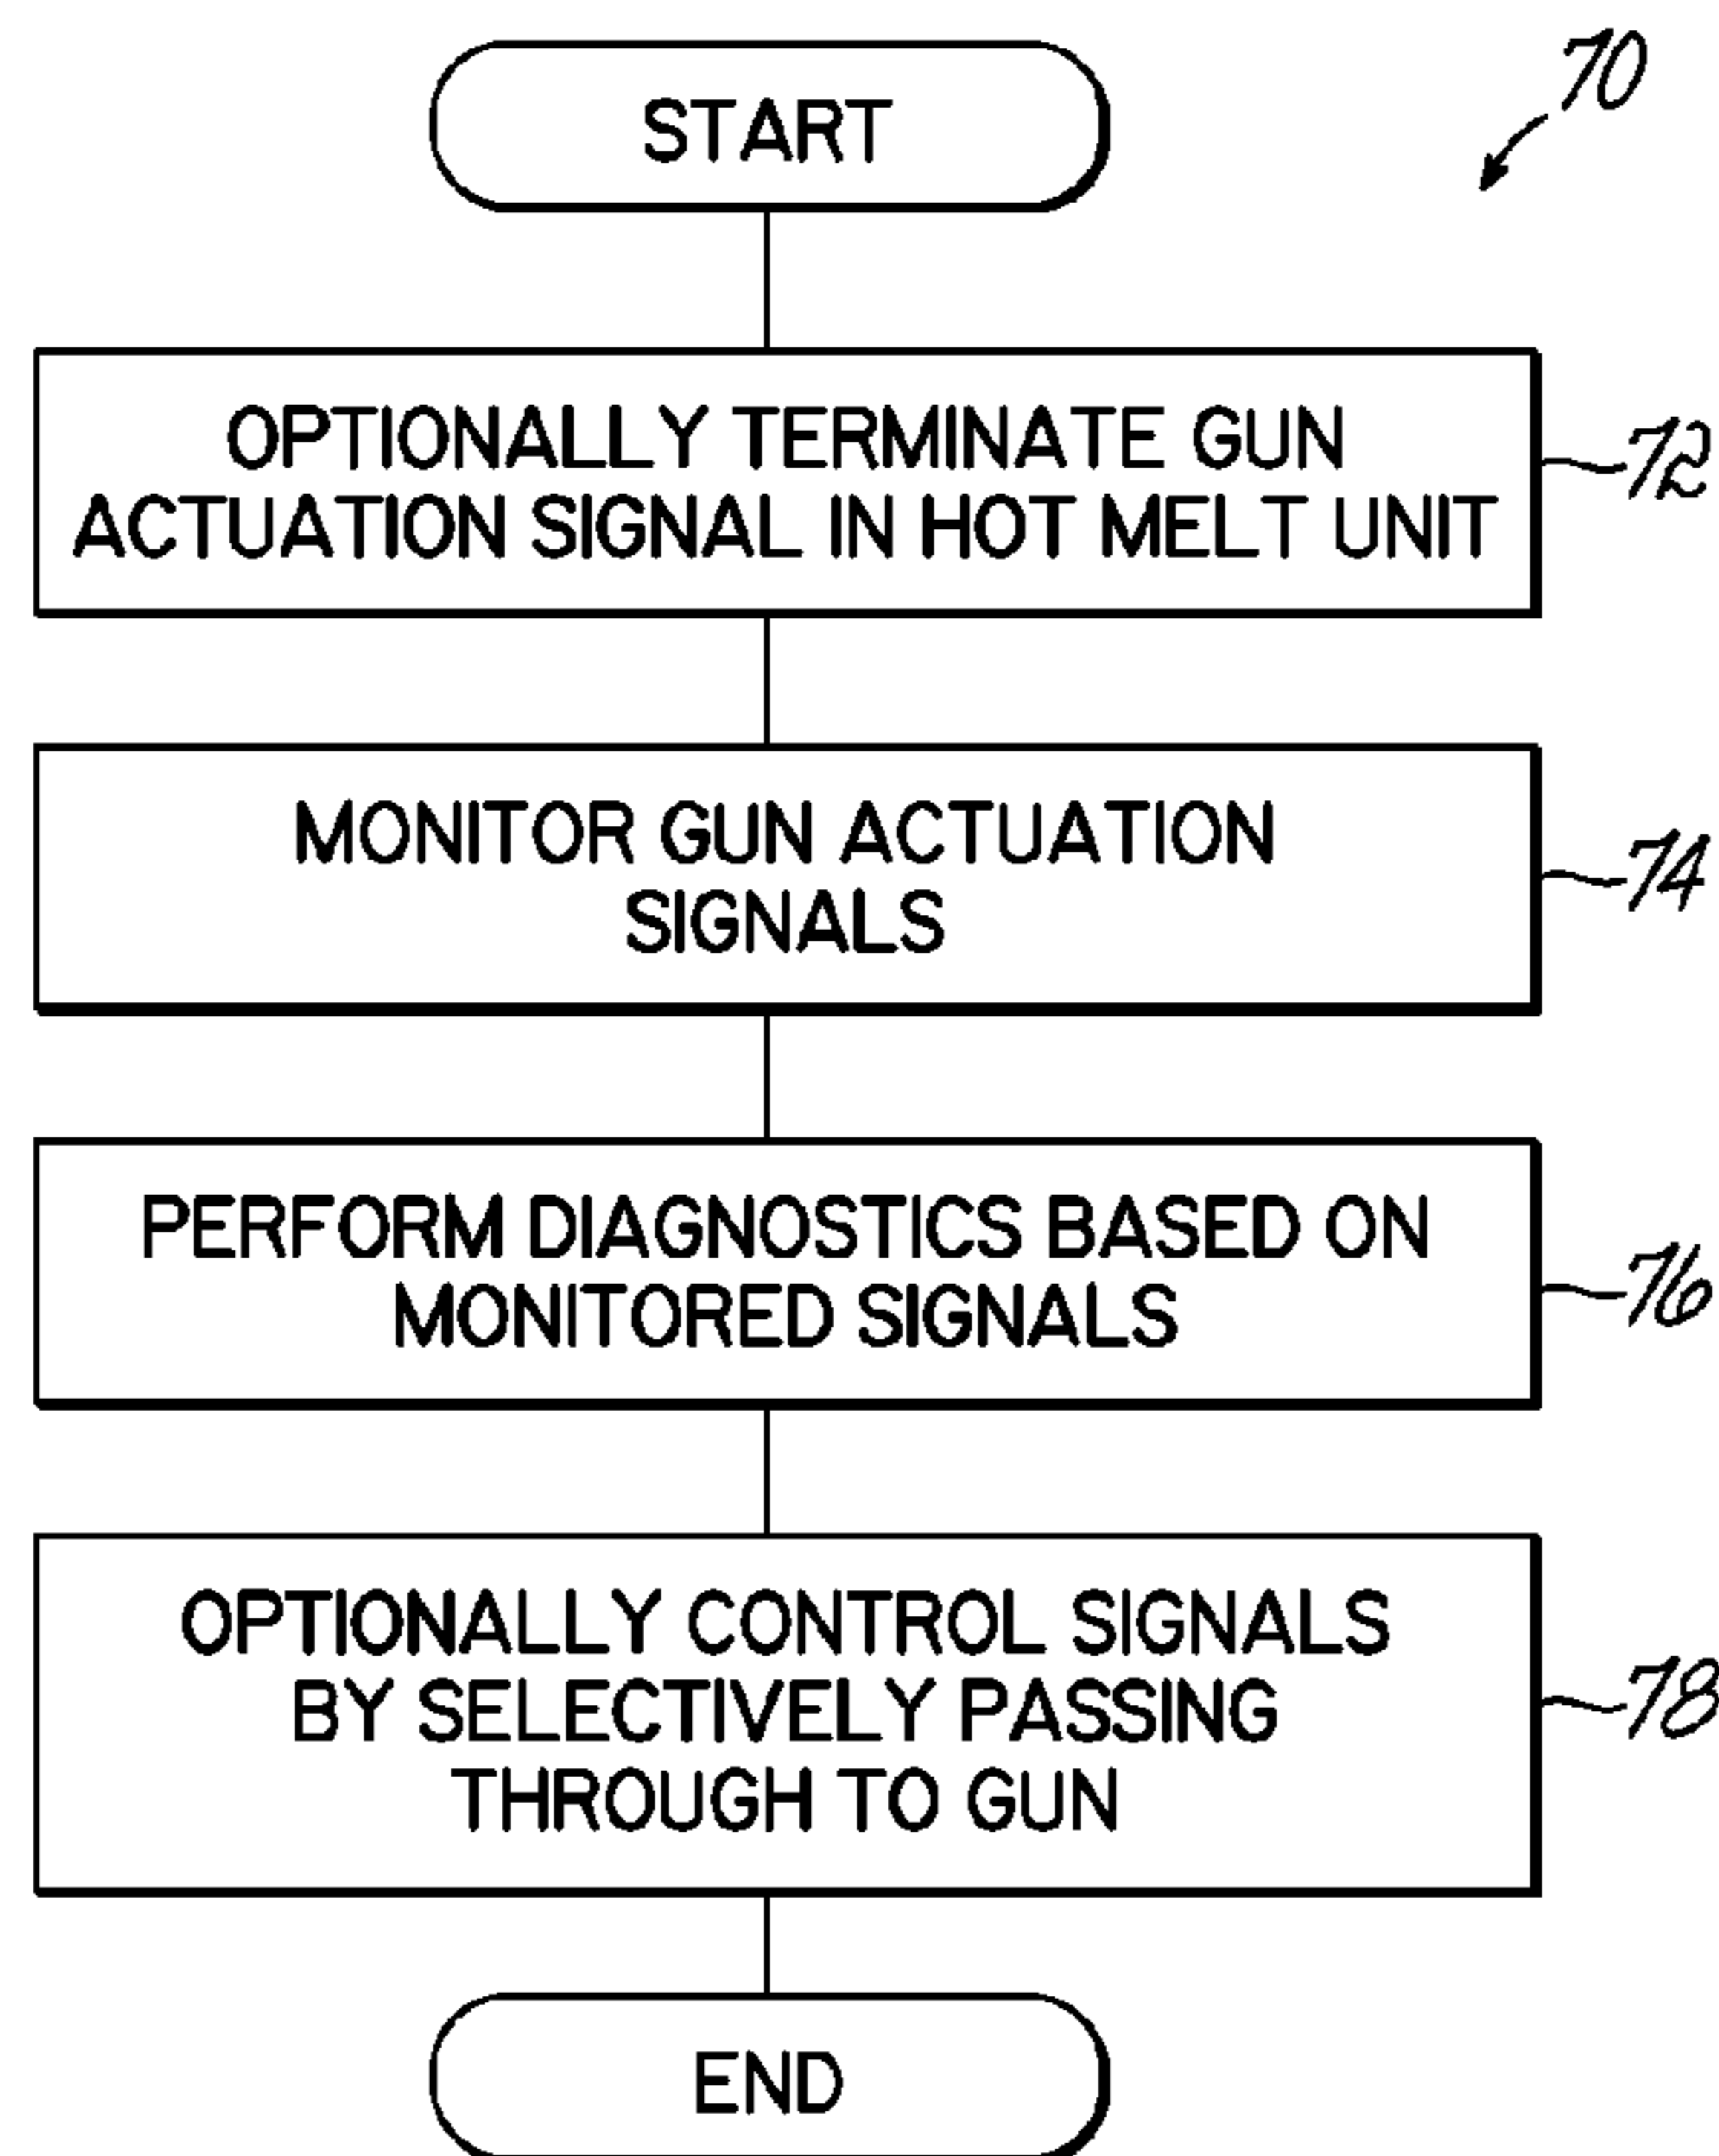 START
70
OPTIONALLY TERMINATE GUN
ACTUATION SIGNAL IN HOT MELT UNIT
72
MONITOR GUN ACTUATION
SIGNALS
74
PERFORM DIAGNOSTICS BASED ON
MONITORED SIGNALS
76
OPTIONALLY CONTROL SIGNALS
BY SELECTIVELY PASSING
THROUGH TO GUN
78
END